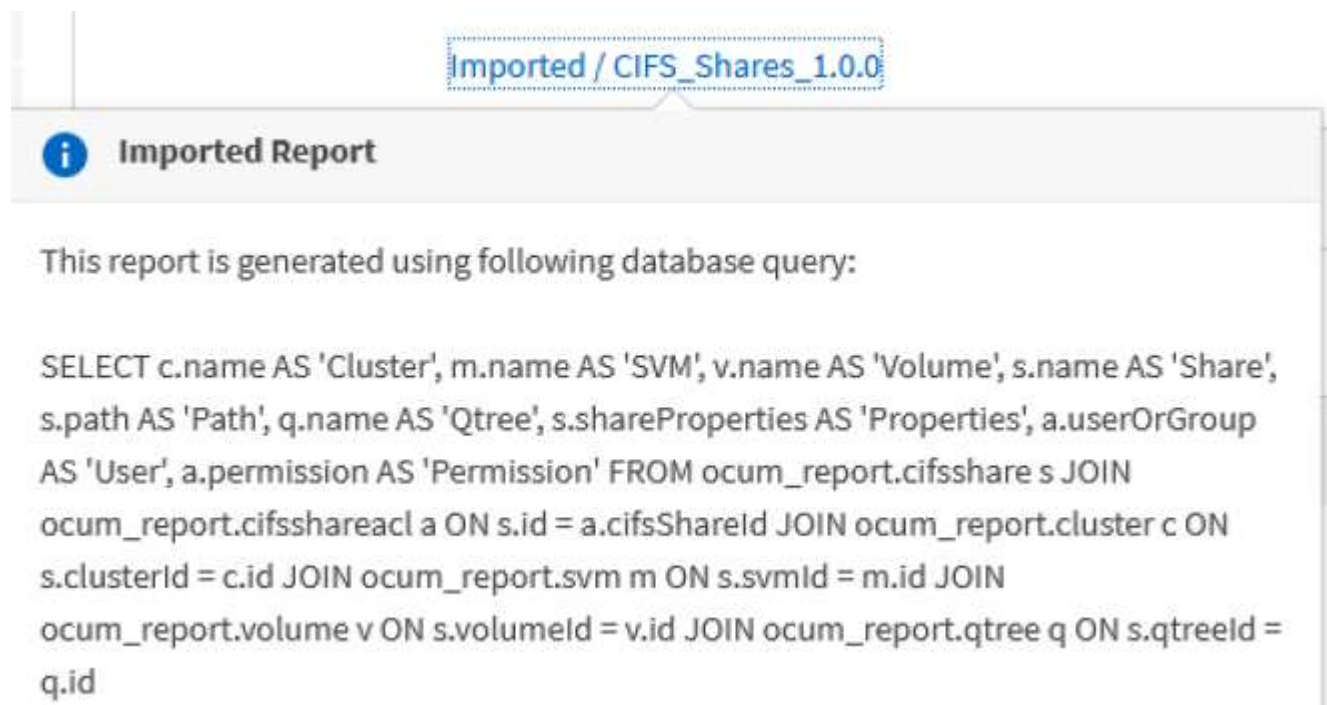 Imported / CIFS_Shares_1.0.0
Imported Report
This report is generated using following database query:
SELECT c.name AS 'Cluster', m.name AS 'SVM', v.name AS 'Volume', s.name AS 'Share',
s.path AS 'Path', q.name AS 'Qtree', s.shareProperties AS 'Properties', a.userOrGroup
AS 'User', a.permission AS 'Permission' FROM ocum_report.cifsshare s JOIN
ocum_report.cifsshareacl a ON s.id = a.cifsShareId JOIN ocum_report.cluster c ON
s.clusterId = c.id JOIN ocum_report.svm m ON s.svmId = m.id JOIN
ocum_report.volume v ON s.volumeId = v.id JOIN ocum_report.qtree q ON s.qtreeId =
q.id